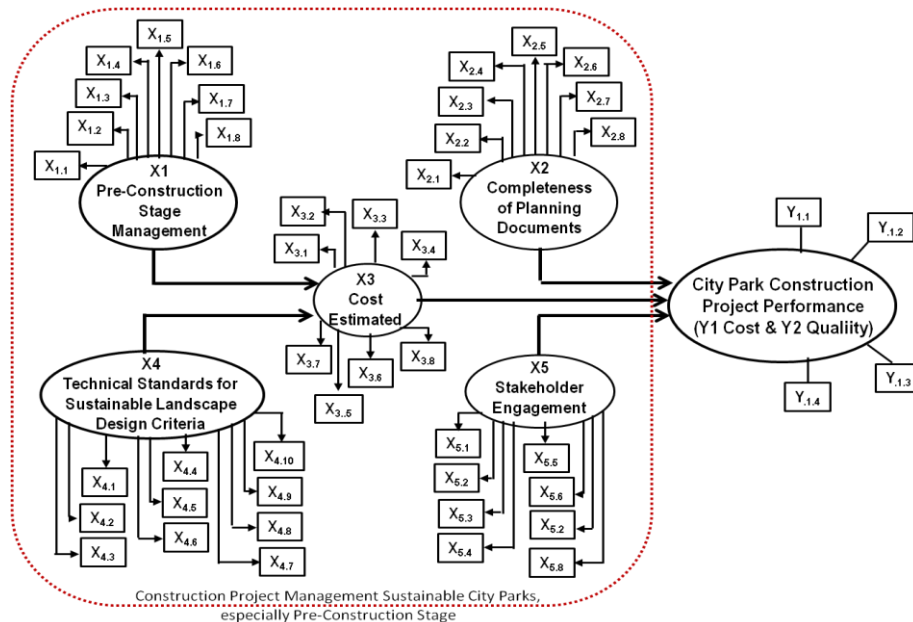 X1.5
X1.4
X1.6
X1.3
X1.7
X1.2
X1.8
X1.1
X1
Pre-Construction
Stage
Management
X2.5
X2.4
X2.6
X2.3
X2.7
X2.2
X2.8
X2.1
X2
Completeness
of Planning
Documents
X3.2
X3.3
X3.1
X3.4
X3
Cost
Estimated
X3.7
X3.8
X3.6
X3..5
Y1.1
Y.1.2
City Park Construction
Project Performance
(Y1 Cost & Y2 Qualiity)
Y.1.3
Y.1.4
X4
Technical Standards for
Sustainable Landscape
Design Criteria
X4.10
X4.4
X4.1
X4.9
X4.5
X4.2
X4.8
X4.6
X4.3
X4.7
X5
Stakeholder
Engagement
X5.1
X5.5
X5.2
X5.6
X5.3
X5.2
X5.4
X5.8
Construction Project Management Sustainable City Parks,
especially Pre-Construction Stage